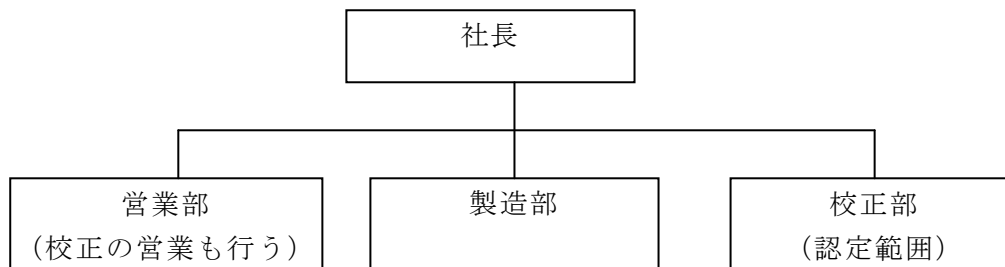 社長
営業部
(校正の営業も行う)
製造部
校正部
(認定範囲)